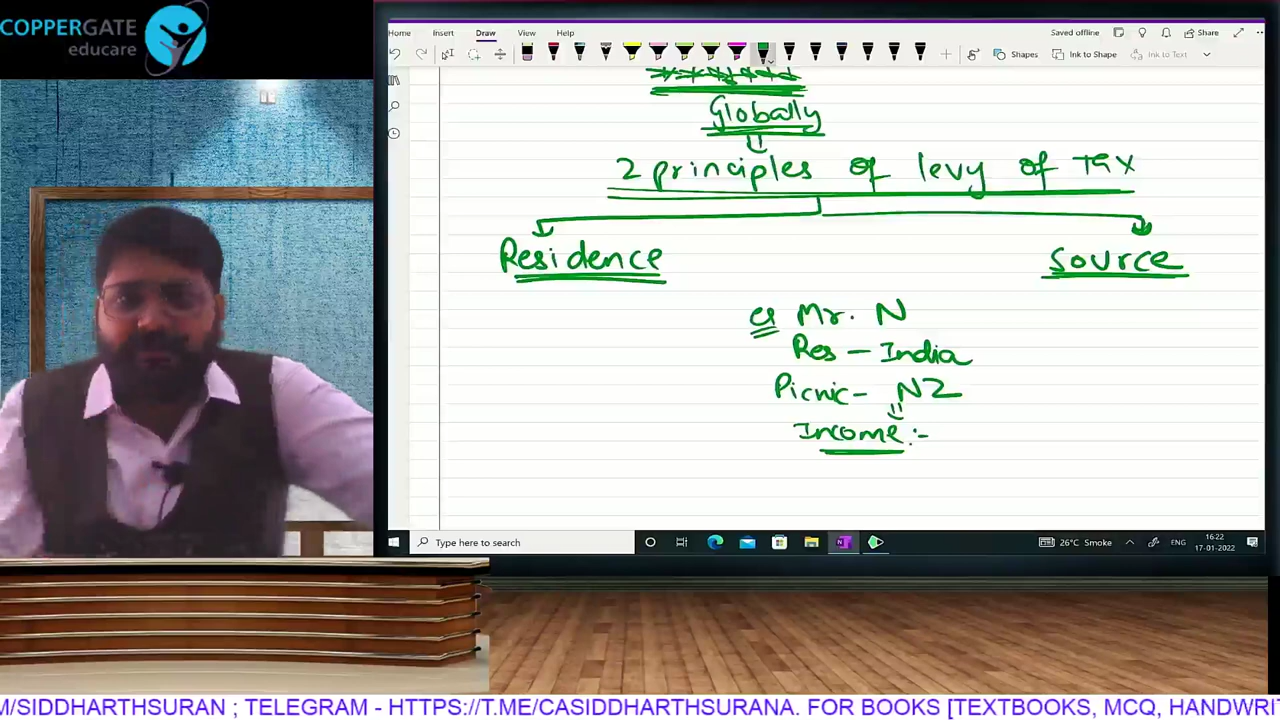 COPPERGATE
educare
Home Insert Draw View Help
Saved offline
Share
Shapes
Ink to Shape
Ink to Text
Globally
2 principles of levy of Tax
Residence
Source
eg Mr. N
Res - India
Picnic - NZ
Income :-
Type here to search
26°C Smoke
ENG
16:22
17-01-2022
M/SIDDHARTHSURAN ; TELEGRAM - HTTPS://T.ME/CASIDDHARTHSURANA. FOR BOOKS [TEXTBOOKS, MCQ, HANDWRI